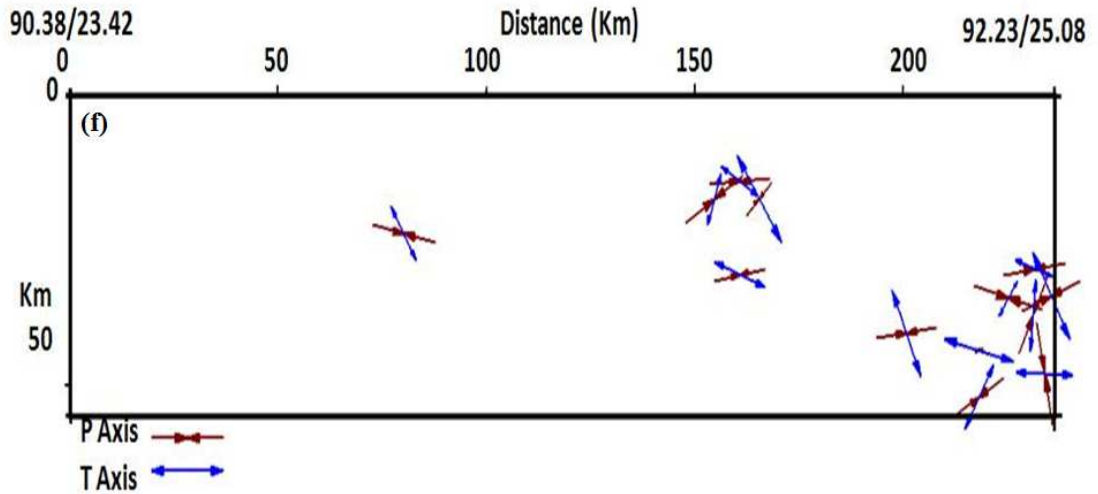 90.38/23.42 Distance (Km) 92.23/25.08
0 50 100 150 200
0
(f)
Km
50
P Axis
T Axis